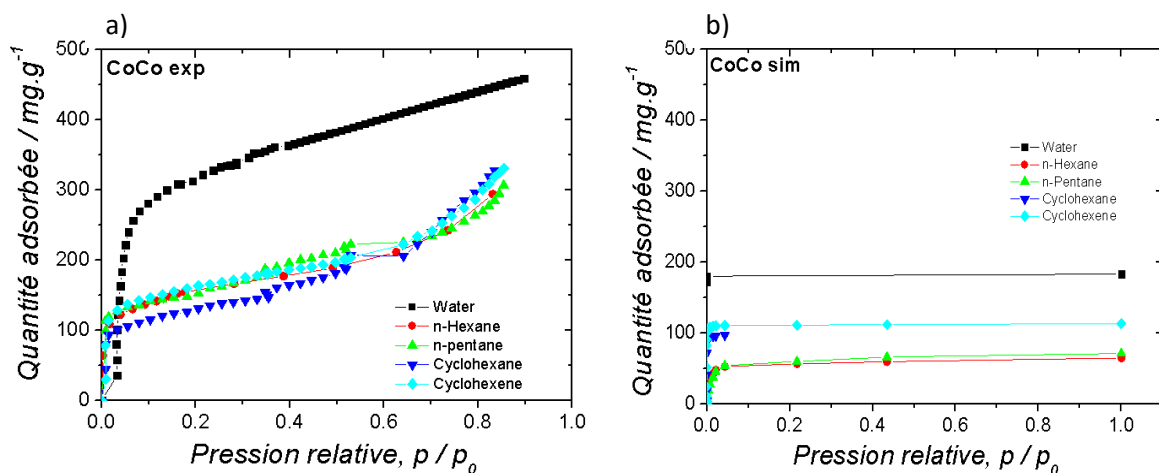 a)
CoCo exp
Quantité adsorbée / mg.g⁻¹
500
400
300
200
100
0
Water
n-Hexane
n-pentane
Cyclohexane
Cyclohexene
0.0 0.2 0.4 0.6 0.8 1.0
Pression relative, p / p₀
b)
CoCo sim
Quantité adsorbée / mg.g⁻¹
500
400
300
200
100
0
Water
n-Hexane
n-Pentane
Cyclohexane
Cyclohexene
0.0 0.2 0.4 0.6 0.8 1.0
Pression relative, p / p₀